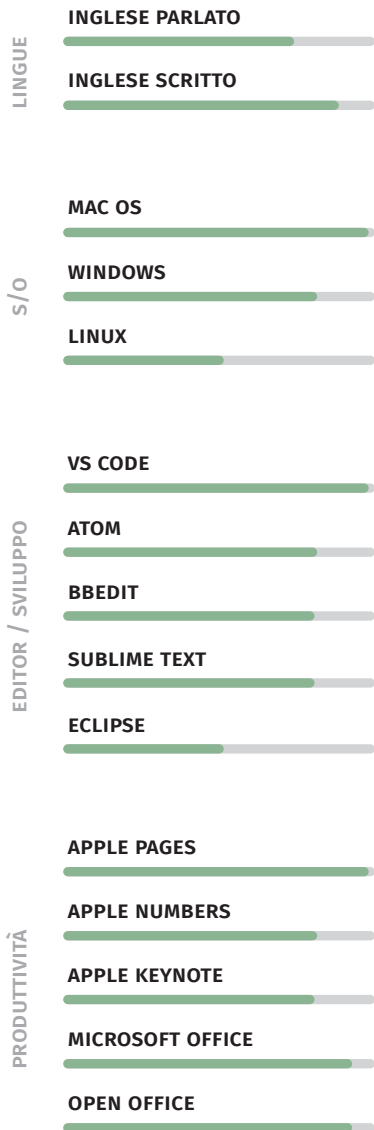 LINGUE
INGLESE PARLATO
INGLESE SCRITTO
S/O
MAC OS
WINDOWS
LINUX
EDITOR / SVILUPPO
VS CODE
ATOM
BBEDIT
SUBLIME TEXT
ECLIPSE
PRODUTTIVITÀ
APPLE PAGES
APPLE NUMBERS
APPLE KEYNOTE
MICROSOFT OFFICE
OPEN OFFICE